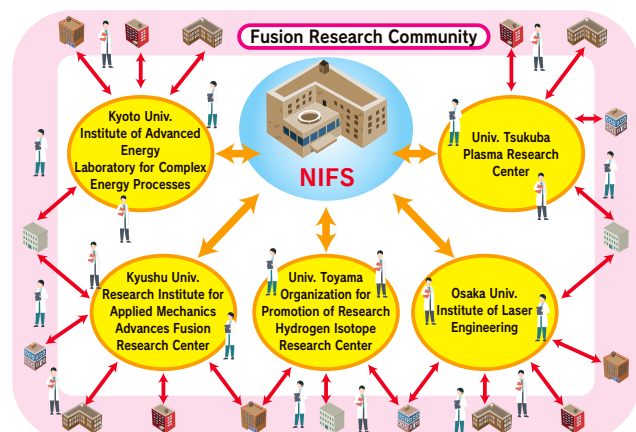 Fusion Research Community
Kyoto Univ.
Institute of Advanced
Energy
Laboratory for Complex
Energy Processes
NIFS
Univ. Tsukuba
Plasma Research
Center
Kyushu Univ.
Research Institute for
Applied Mechanics
Advances Fusion
Research Center
Univ. Toyama
Organization for
Promotion of Research
Hydrogen Isotope
Research Center
Osaka Univ.
Institute of Laser
Engineering